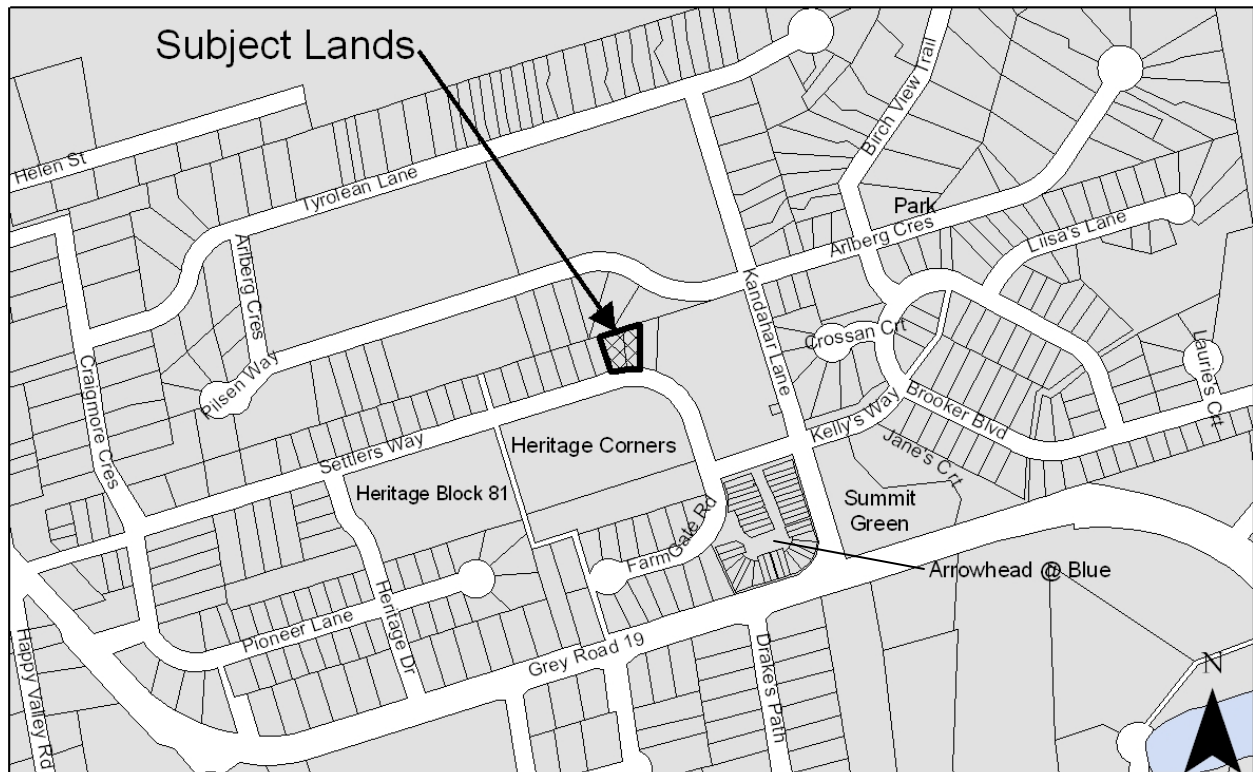 Subject Lands
Helen St
Tyrolean Lane
Birch View Trail
Park
Arlberg Cres
Liisa's Lane
Arlberg Cres
Kandahar Lane
Crossan Crt
Laurie's Crt
Craigmore Cres
Pilsen Way
Kelly's Way
Brooker Blvd
Jane's Crt
Settlers Way
Heritage Corners
Heritage Block 81
Summit
Green
FarmGate Rd
Arrowhead @ Blue
Pioneer Lane
Heritage Dr
Grey Road 19
Drake's Path
Happy Valley Rd
N